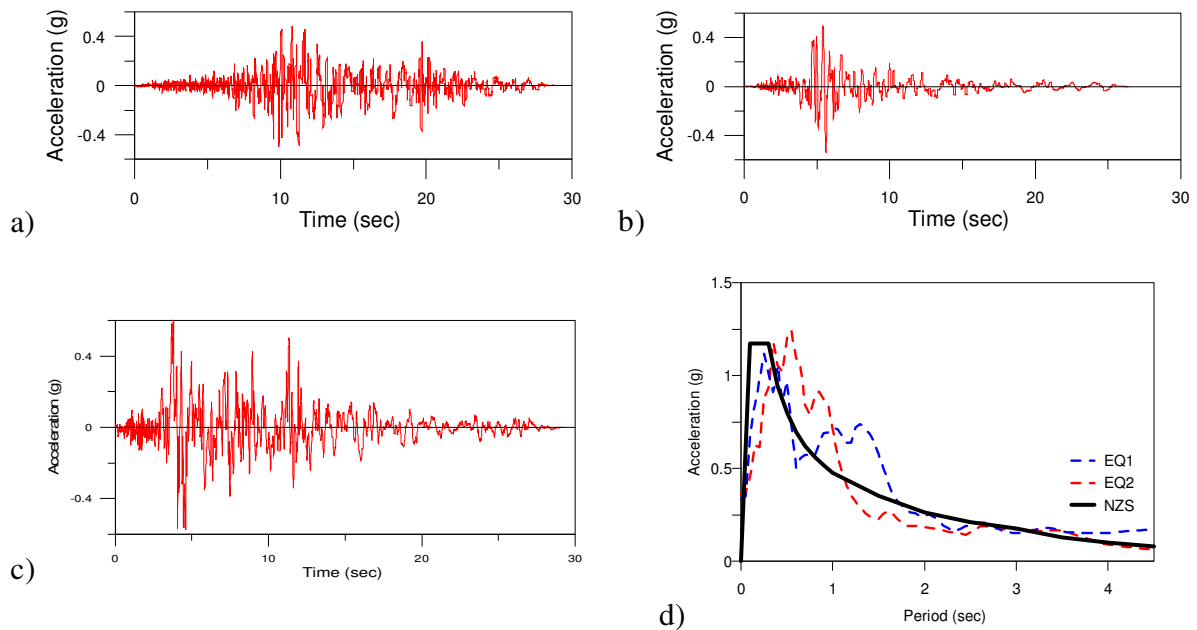 Acceleration (g)
0.4
0
-0.4
0 10 20 30
Time (sec)
a)
Acceleration (g)
0.4
0
-0.4
0 10 20 30
Time (sec)
b)
Acceleration (g)
0.4
0
-0.4
0 10 20 30
Time (sec)
c)
Acceleration (g)
1.5
1
0.5
0
EQ1
EQ2
NZS
0 1 2 3 4
Period (sec)
d)